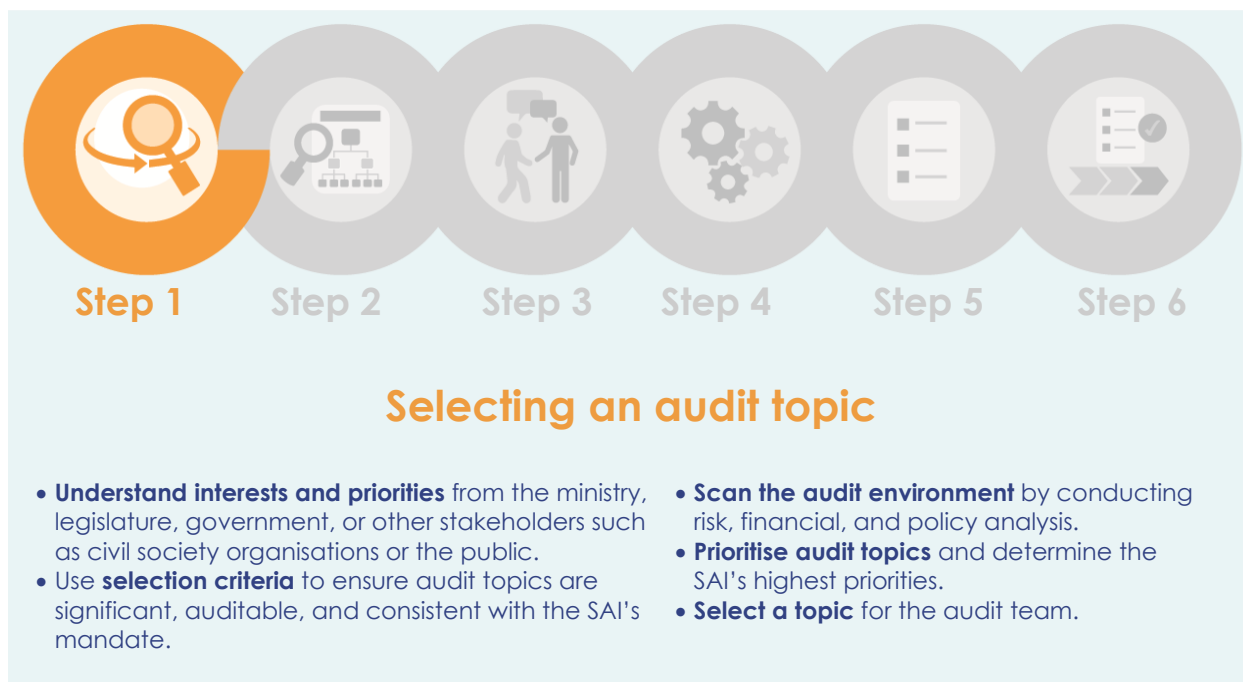 Step 1
Step 2
Step 3
Step 4
Step 5
Step 6
Selecting an audit topic
• Understand interests and priorities from the ministry,
legislature, government, or other stakeholders such
as civil society organisations or the public.
• Use selection criteria to ensure audit topics are
significant, auditable, and consistent with the SAI's
mandate.
• Scan the audit environment by conducting
risk, financial, and policy analysis.
• Prioritise audit topics and determine the
SAI's highest priorities.
• Select a topic for the audit team.